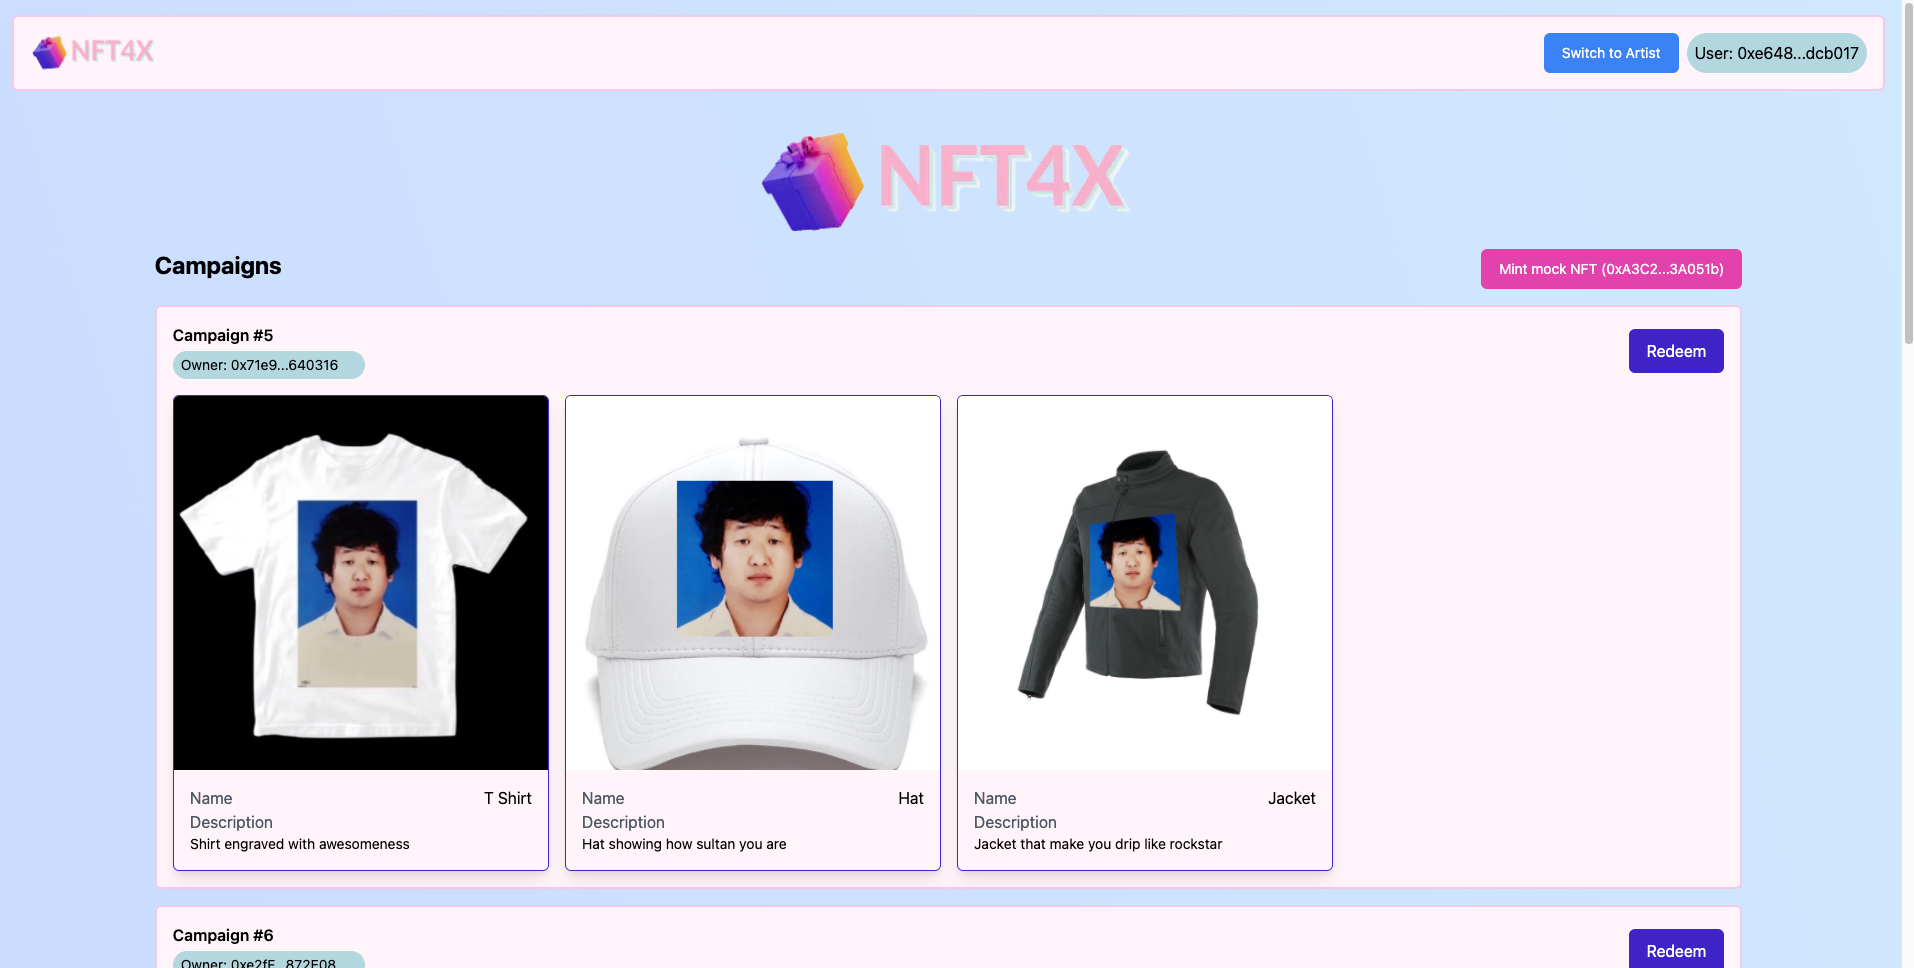 NFT4X
Switch to Artist
User: 0xe648...dcb017
NFT4X
Campaigns
Mint mock NFT (0xA3C2...3A051b)
Campaign #5
Owner: 0x71e9...640316
Redeem
Name T Shirt
Description
Shirt engraved with awesomeness
Name Hat
Description
Hat showing how sultan you are
Name Jacket
Description
Jacket that make you drip like rockstar
Campaign #6
Owner: 0xe2fF...872E08
Redeem